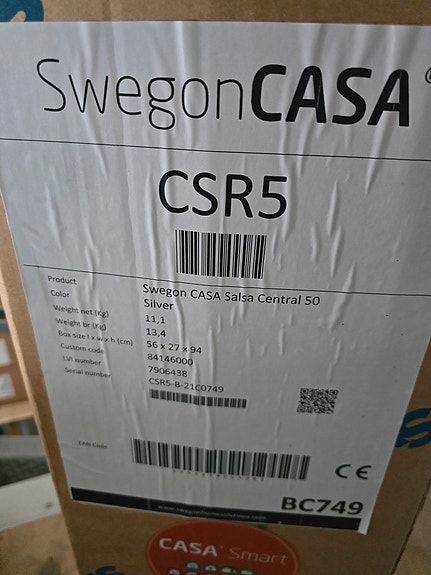 SwegonCASA
CSR5
Product Swegon CASA Salsa Central 50
Color Silver
Weight net (Kg) 11,1
Weight br (Kg) 13,4
Box size l x w x h (cm) 56 x 27 x 94
Custom code 84146000
LVI number 7906438
Serial number CSR5-B-21C0749
EAN Code
CE
BC749
CASA Smart